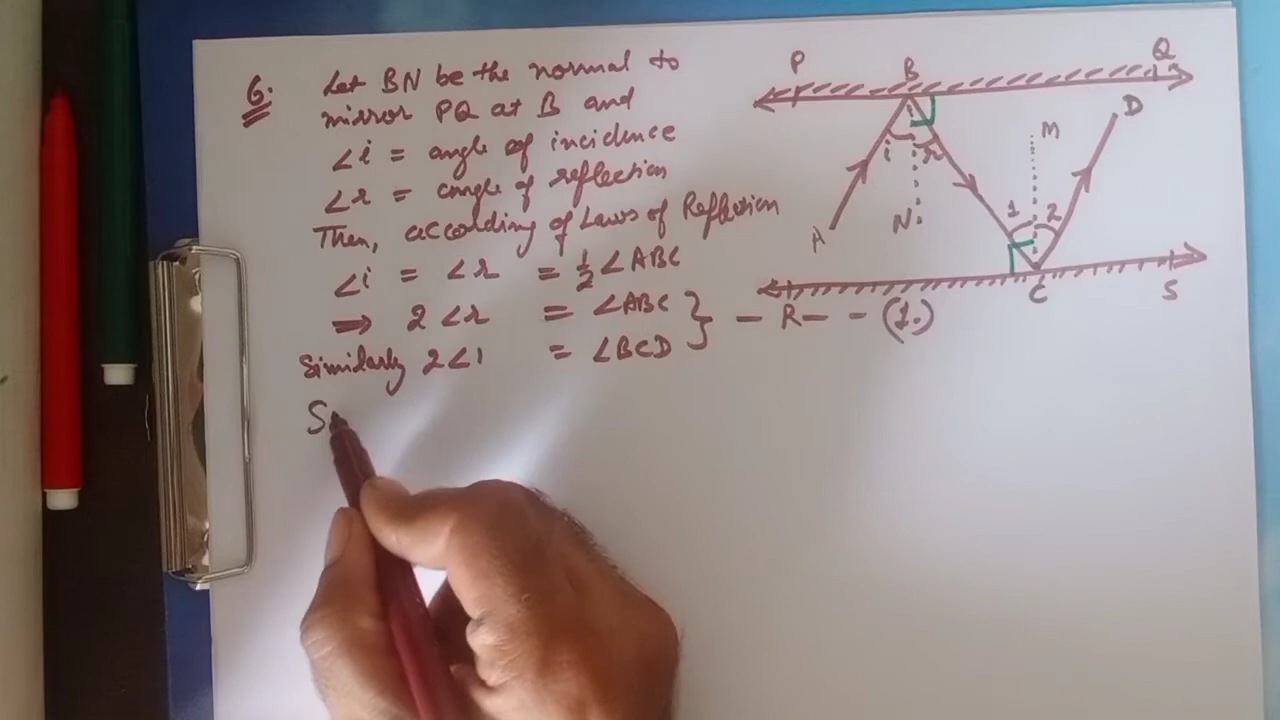 6. Let BN be the normal to
mirror PQ at B and
∠i = angle of incidence
∠r = angle of reflection
Then, according of Laws of Reflection
∠i = ∠r = 1/2 ∠ABC
⇒ 2∠r = ∠ABC } - R - - (1.)
Similarly 2∠1 = ∠BCD
S
P B Q
D
M
i r
N
1 2
A
C S